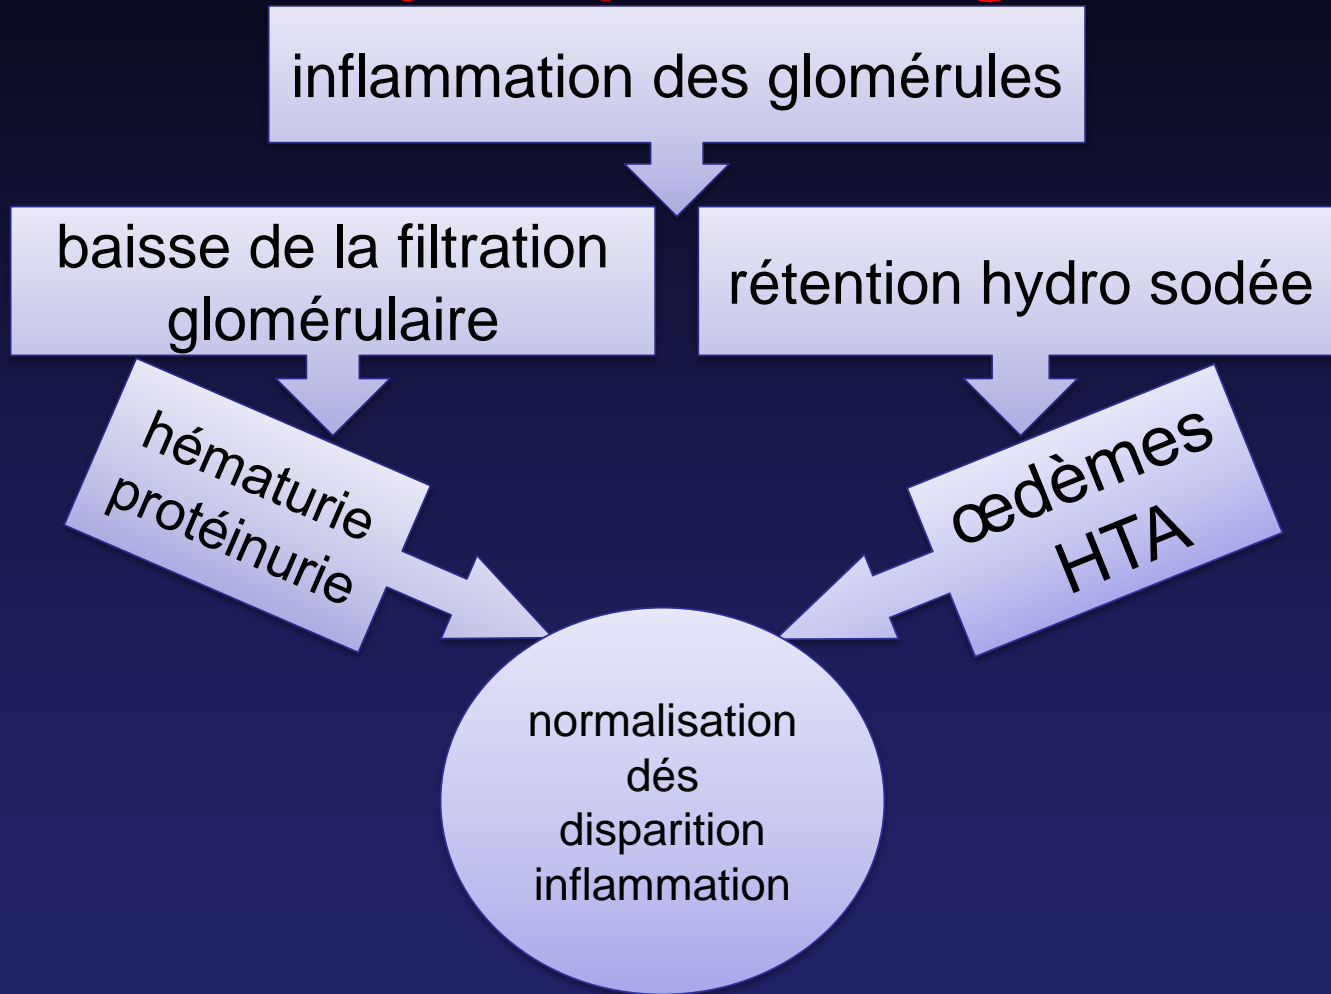 inflammation des glomérules
baisse de la filtration
glomérulaire
rétention hydro sodée
hématurie
protéinurie
œdèmes
HTA
normalisation
dés
disparition
inflammation